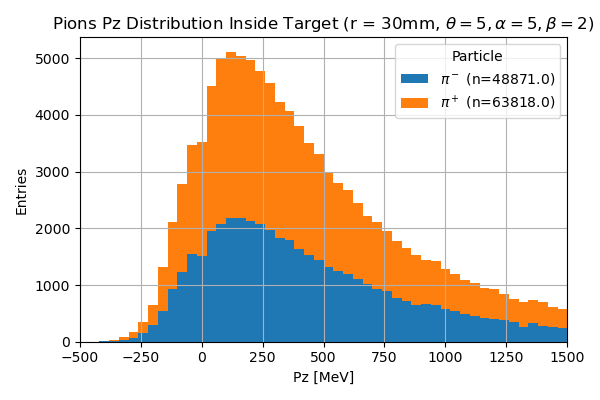 Pions Pz Distribution Inside Target (r = 30mm, θ = 5, α = 5, β = 2)
Entries
5000
4000
3000
2000
1000
0
−500
−250
0
250
500
750
1000
1250
1500
Pz [MeV]
Particle
π⁻ (n=48871.0)
π⁺ (n=63818.0)